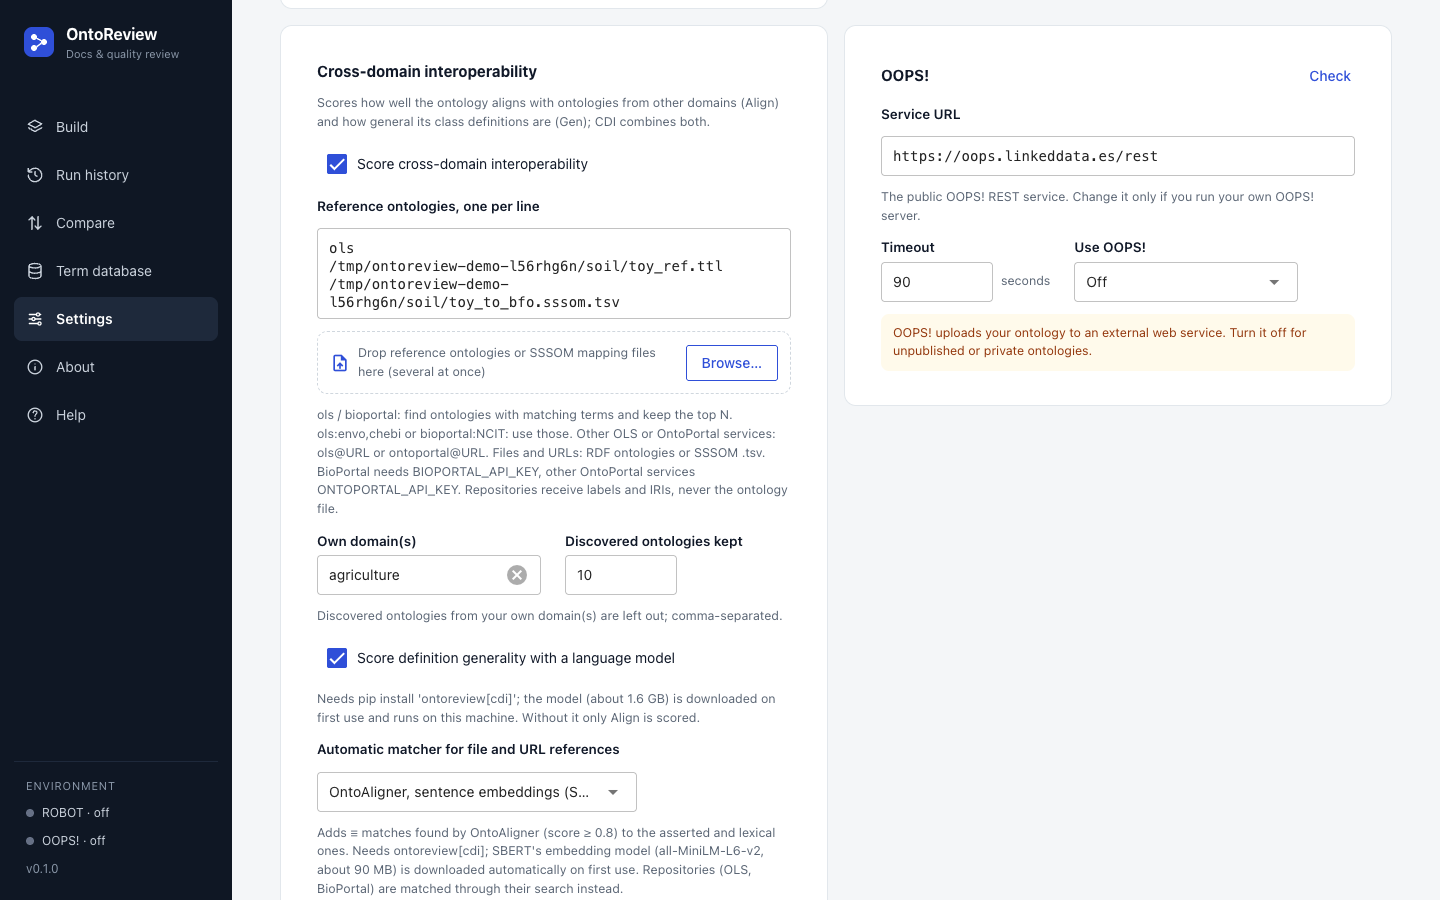 OntoReview
Docs & quality review
Build
Run history
Compare
Term database
Settings
About
Help
ENVIRONMENT
ROBOT · off
OOPS! · off
v0.1.0
Cross-domain interoperability
Scores how well the ontology aligns with ontologies from other domains (Align)
and how general its class definitions are (Gen); CDI combines both.
Score cross-domain interoperability
Reference ontologies, one per line
ols
/tmp/ontoreview-demo-l56rhg6n/soil/toy_ref.ttl
/tmp/ontoreview-demo-
l56rhg6n/soil/toy_to_bfo.sssom.tsv
Drop reference ontologies or SSSOM mapping files
here (several at once)
Browse...
ols / bioportal: find ontologies with matching terms and keep the top N.
ols:envo,chebi or bioportal:NCIT: use those. Other OLS or OntoPortal services:
ols@URL or ontoportal@URL. Files and URLs: RDF ontologies or SSSOM .tsv.
BioPortal needs BIOPORTAL_API_KEY, other OntoPortal services
ONTOPORTAL_API_KEY. Repositories receive labels and IRIs, never the ontology
file.
Own domain(s)
Discovered ontologies kept
agriculture
10
Discovered ontologies from your own domain(s) are left out; comma-separated.
Score definition generality with a language model
Needs pip install 'ontoreview[cdi]'; the model (about 1.6 GB) is downloaded on
first use and runs on this machine. Without it only Align is scored.
Automatic matcher for file and URL references
OntoAligner, sentence embeddings (S...
Adds ≡ matches found by OntoAligner (score ≥ 0.8) to the asserted and lexical
ones. Needs ontoreview[cdi]; SBERT's embedding model (all-MiniLM-L6-v2,
about 90 MB) is downloaded automatically on first use. Repositories (OLS,
BioPortal) are matched through their search instead.
OOPS!
Check
Service URL
https://oops.linkeddata.es/rest
The public OOPS! REST service. Change it only if you run your own OOPS!
server.
Timeout
Use OOPS!
90
seconds
Off
OOPS! uploads your ontology to an external web service. Turn it off for
unpublished or private ontologies.